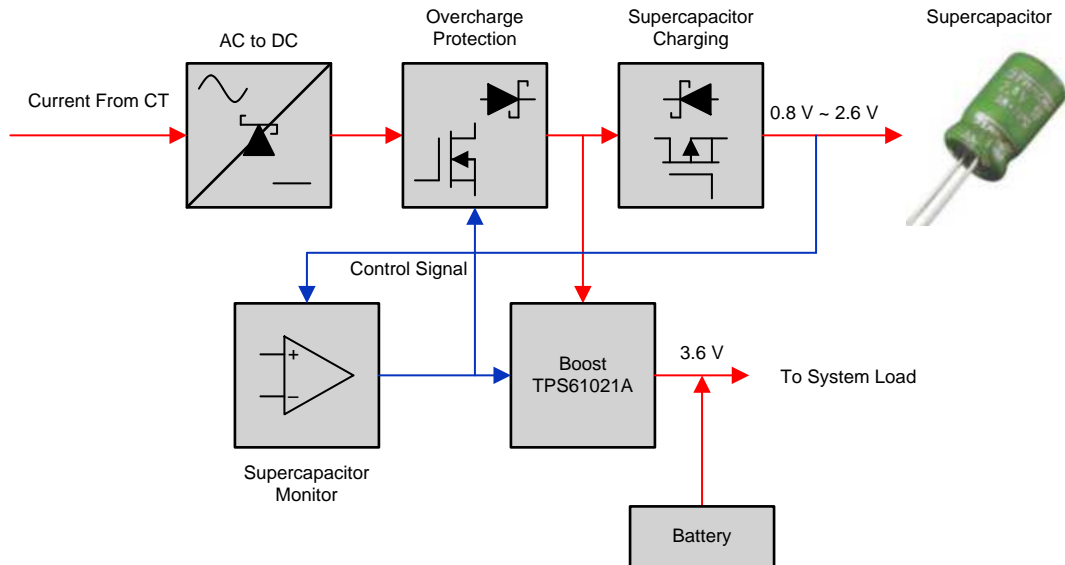 AC to DC
Overcharge
Protection
Supercapacitor
Charging
Supercapacitor
Current From CT
0.8 V ~ 2.6 V
Control Signal
+
−
Boost
TPS61021A
3.6 V
To System Load
Supercapacitor
Monitor
Battery